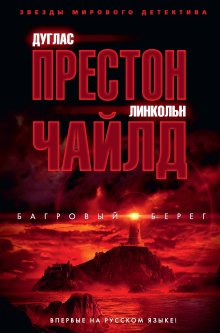 ЗВЕЗДЫ МИРОВОГО ДЕТЕКТИВА
ДУГЛАС
ПРЕСТОН
ЛИНКОЛЬН
ЧАЙЛД
БАГРОВЫЙ БЕРЕГ
ВПЕРВЫЕ НА РУССКОМ ЯЗЫКЕ!